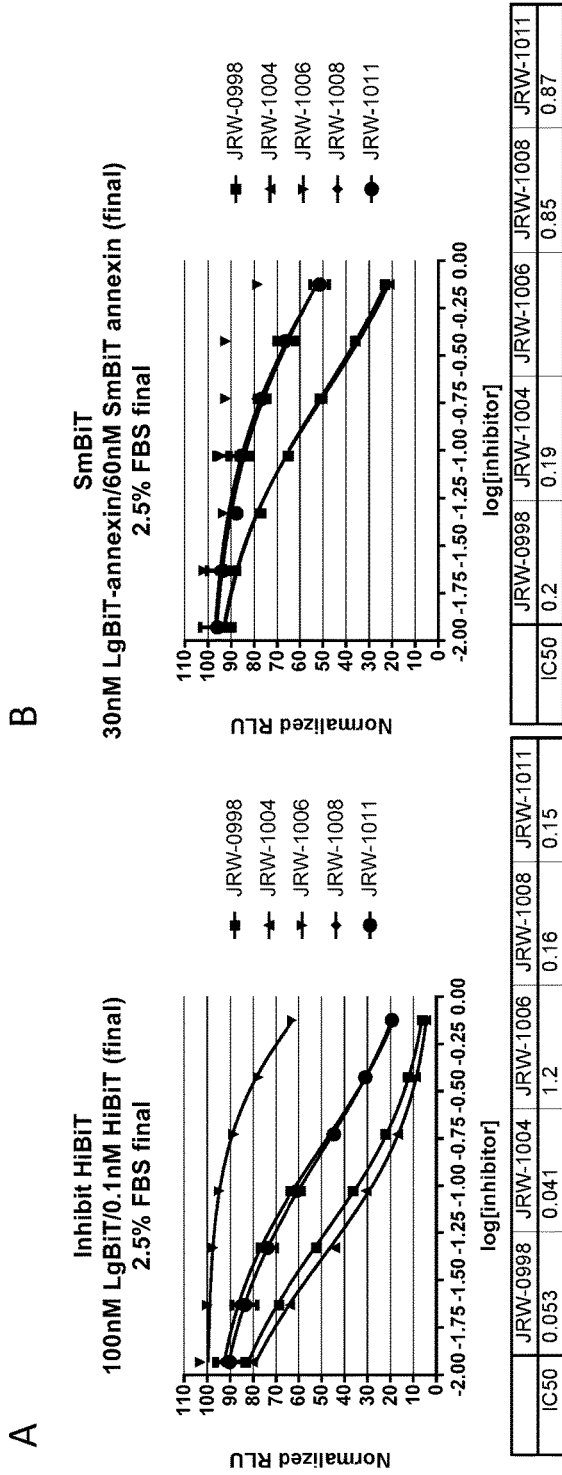 A
Inhibit HiBiT
100nM LgBiT/0.1nM HiBiT (final)
2.5% FBS final
Normalized RLU
110
100
90
80
70
60
50
40
30
20
10
0
-2.00 -1.75 -1.50 -1.25 -1.00 -0.75 -0.50 -0.25 0.00
log[inhibitor]
JRW-0998
JRW-1004
JRW-1006
JRW-1008
JRW-1011
JRW-0998 JRW-1004 JRW-1006 JRW-1008 JRW-1011
IC50 0.053 0.041 1.2 0.16 0.15
B
SmBiT
30nM LgBiT-annexin/60nM SmBiT annexin (final)
2.5% FBS final
Normalized RLU
110
100
90
80
70
60
50
40
30
20
10
0
-2.00 -1.75 -1.50 -1.25 -1.00 -0.75 -0.50 -0.25 0.00
log[inhibitor]
JRW-0998
JRW-1004
JRW-1006
JRW-1008
JRW-1011
JRW-0998 JRW-1004 JRW-1006 JRW-1008 JRW-1011
IC50 0.2 0.19 0.85 0.87